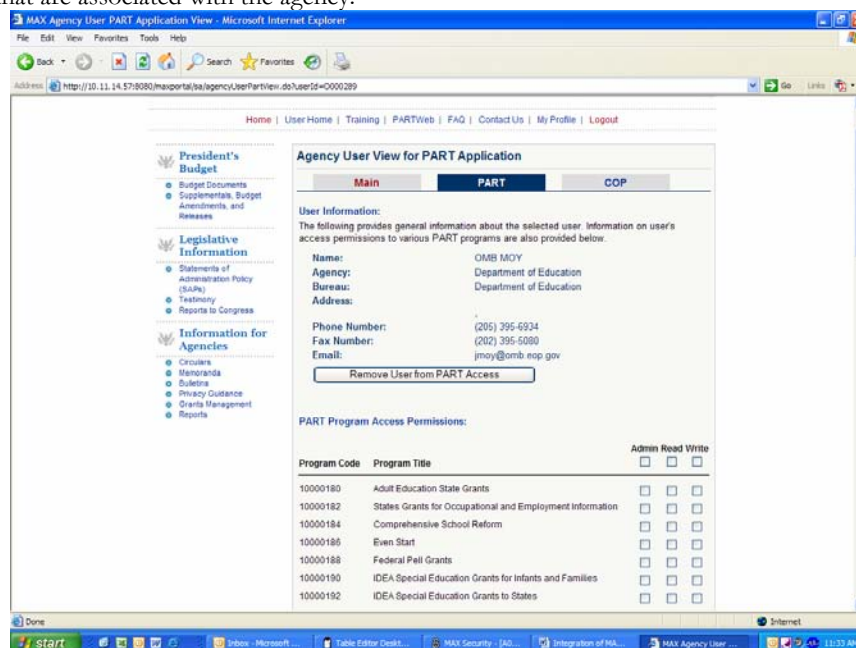 that are associated with the agency.
MAX Agency User PART Application View - Microsoft Internet Explorer
File Edit View Favorites Tools Help
Back Search Favorites
Address http://10.11.14.57:8080/maxportal/sa/agencyUserPartView.do?userId=O000289 Go Links
Home | User Home | Training | PARTWeb | FAQ | Contact Us | My Profile | Logout
President's
Budget
Budget Documents
Supplementals, Budget
Amendments, and
Releases
Legislative
Information
Statements of
Administration Policy
(SAPs)
Testimony
Reports to Congress
Information for
Agencies
Circulars
Memoranda
Bulletins
Privacy Guidance
Grants Management
Reports
Agency User View for PART Application
Main PART COP
User Information:
The following provides general information about the selected user. Information on user's
access permissions to various PART programs are also provided below.
Name: OMB MOY
Agency: Department of Education
Bureau: Department of Education
Address:
,
Phone Number: (205) 395-6934
Fax Number: (202) 395-5080
Email: jmoy@omb.eop.gov
Remove User from PART Access
PART Program Access Permissions:
Admin Read Write
Program Code Program Title
10000180 Adult Education State Grants
10000182 States Grants for Occupational and Employment Information
10000184 Comprehensive School Reform
10000186 Even Start
10000188 Federal Pell Grants
10000190 IDEA Special Education Grants for Infants and Families
10000192 IDEA Special Education Grants to States
Done Internet
start Inbox - Microsoft ... Table Editor Deskt... MAX Security - [A0... Integration of MA... MAX Agency User ... 11:33 AM